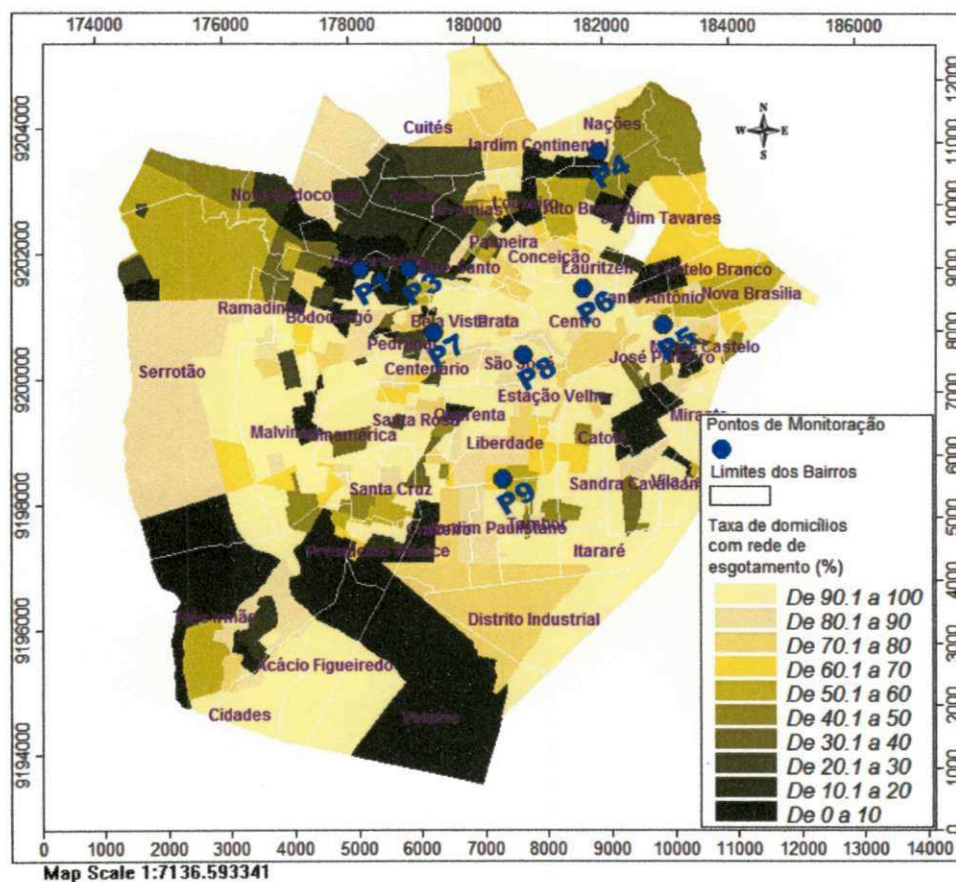 174000 176000 178000 180000 182000 184000 186000
12000
9204000
Cuités
Nações
N
W E
S
11000
Jardim Continental
P4
10000
Alto Branco
Jardim Tavares
Palmeira
9202000
Conceição
Lauritzen
Castelo Branco
9000
P1
P3
Santo Antônio
Nova Brasília
Ramadinha
Bodocongó
P6
Bela Vista
Prata
Centro
8000
P7
P5
Pedregal
José Pinheiro
9200000
Serrotão
Centenário
São José
P8
7000
Estação Velha
Santa Rosa
Quarenta
Malvinas
Liberdade
Catolé
Mirante
Pontos de Monitoração
6000
Limites dos Bairros
Santa Cruz
P9
Sandra Cavalcante
5000
9198000
Jardim Paulistano
Tambor
Itararé
Taxa de domicílios
com rede de
esgotamento (%)
4000
De 90.1 a 100
De 80.1 a 90
De 70.1 a 80
De 60.1 a 70
De 50.1 a 60
De 40.1 a 50
De 30.1 a 40
De 20.1 a 30
De 10.1 a 20
De 0 a 10
9196000
Distrito Industrial
3000
Acácio Figueiredo
2000
Cidades
9194000
1000
0
0 1000 2000 3000 4000 5000 6000 7000 8000 9000 10000 11000 12000 13000 14000
Map Scale 1:7136.593341